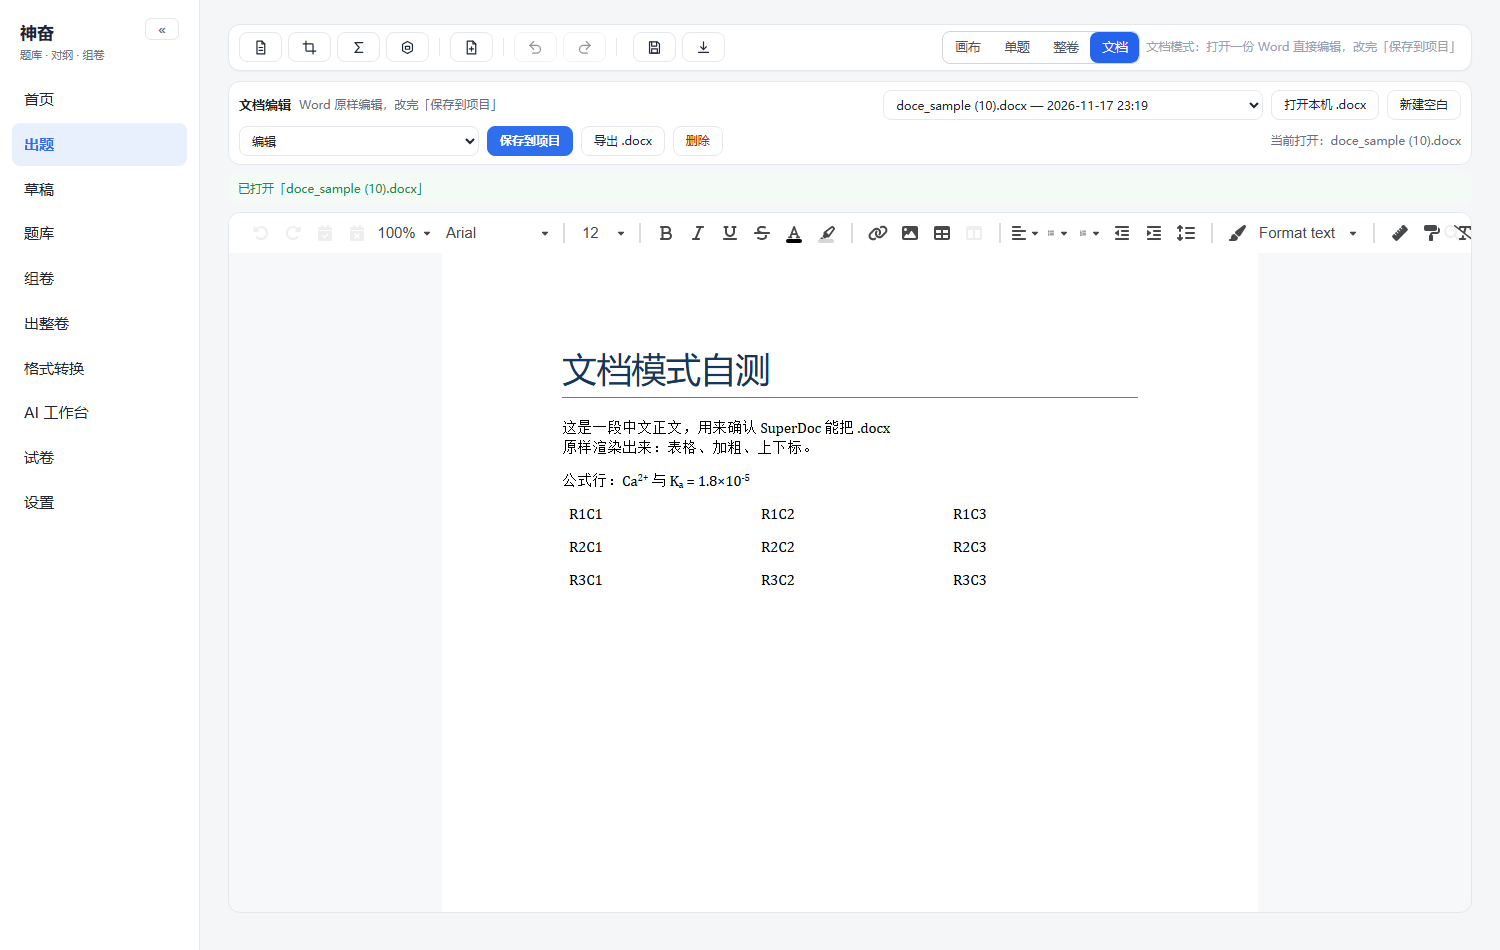 神奋
«
题库 · 对纲 · 组卷
首页
出题
草稿
题库
组卷
出整卷
格式转换
AI 工作台
试卷
设置
画布 单题 整卷 文档 文档模式：打开一份 Word 直接编辑，改完「保存到项目」
文档编辑 Word 原样编辑，改完「保存到项目」 doce_sample (10).docx — 2026-11-17 23:19 打开本机 .docx 新建空白
编辑 保存到项目 导出 .docx 删除 当前打开：doce_sample (10).docx
已打开「doce_sample (10).docx」
100% Arial 12 Format text
文档模式自测
这是一段中文正文，用来确认 SuperDoc 能把 .docx
原样渲染出来：表格、加粗、上下标。
公式行：Ca²⁺ 与 Kₐ = 1.8×10⁻⁵
R1C1 R1C2 R1C3
R2C1 R2C2 R2C3
R3C1 R3C2 R3C3